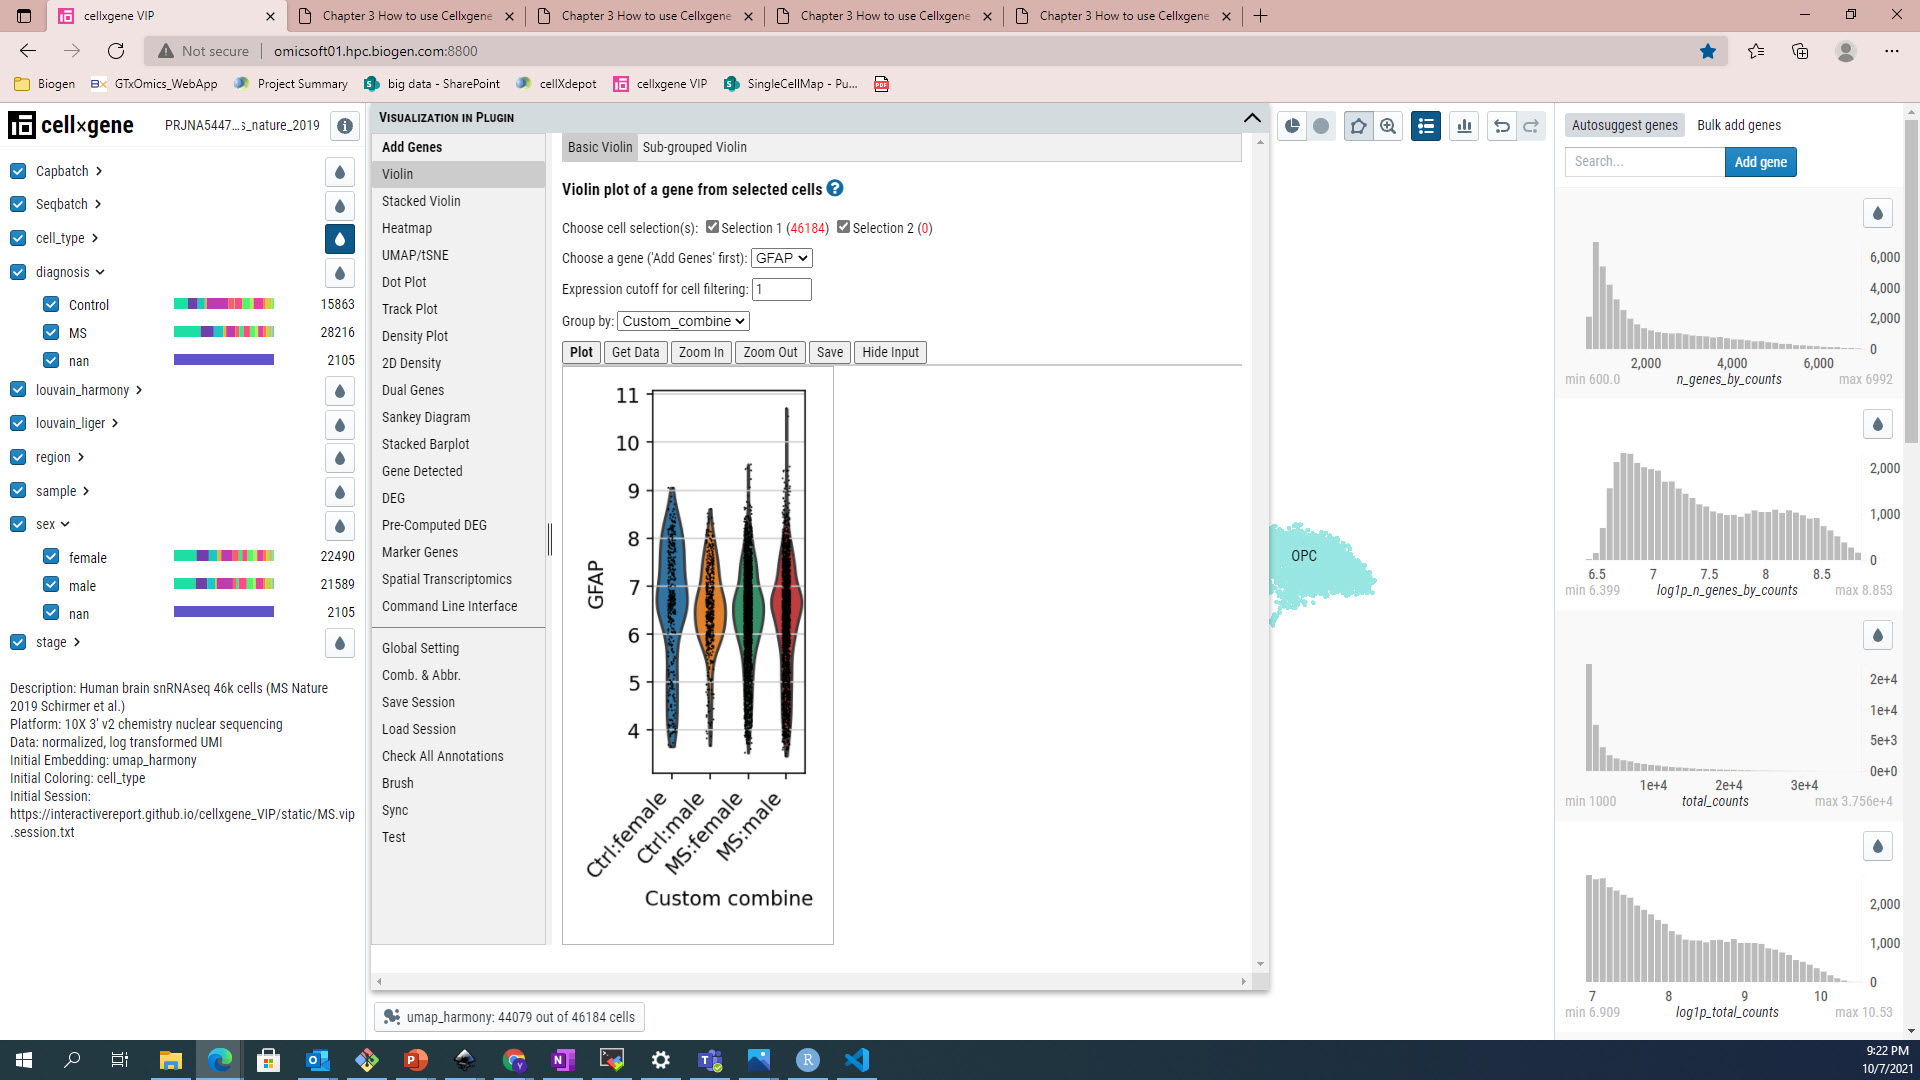 cellxgene VIP
Chapter 3 How to use Cellxgene
Chapter 3 How to use Cellxgene
Chapter 3 How to use Cellxgene
Chapter 3 How to use Cellxgene
Not secure
omicsoft01.hpc.biogen.com:8800
Biogen
GTxOmics_WebApp
Project Summary
big data - SharePoint
cellXdepot
cellxgene VIP
SingleCellMap - Pu...
cell×gene
PRJNA5447...s_nature_2019
Capbatch
Seqbatch
cell_type
diagnosis
Control 15863
MS 28216
nan 2105
louvain_harmony
louvain_liger
region
sample
sex
female 22490
male 21589
nan 2105
stage
Description: Human brain snRNAseq 46k cells (MS Nature
2019 Schirmer et al.)
Platform: 10X 3' v2 chemistry nuclear sequencing
Data: normalized, log transformed UMI
Initial Embedding: umap_harmony
Initial Coloring: cell_type
Initial Session:
https://interactivereport.github.io/cellxgene_VIP/static/MS.vip
.session.txt
VISUALIZATION IN PLUGIN
Add Genes
Violin
Stacked Violin
Heatmap
UMAP/tSNE
Dot Plot
Track Plot
Density Plot
2D Density
Dual Genes
Sankey Diagram
Stacked Barplot
Gene Detected
DEG
Pre-Computed DEG
Marker Genes
Spatial Transcriptomics
Command Line Interface
Global Setting
Comb. & Abbr.
Save Session
Load Session
Check All Annotations
Brush
Sync
Test
Basic Violin
Sub-grouped Violin
Violin plot of a gene from selected cells
Choose cell selection(s): Selection 1 (46184) Selection 2 (0)
Choose a gene ('Add Genes' first): GFAP
Expression cutoff for cell filtering: 1
Group by: Custom_combine
Plot
Get Data
Zoom In
Zoom Out
Save
Hide Input
11
10
9
8
7
6
5
4
GFAP
Ctrl:female
Ctrl:male
MS:female
MS:male
Custom combine
umap_harmony: 44079 out of 46184 cells
OPC
Autosuggest genes
Bulk add genes
Search...
Add gene
6,000
4,000
2,000
0
2,000 4,000 6,000
min 600.0 n_genes_by_counts max 6992
2,000
1,000
0
6.5 7 7.5 8 8.5
min 6.399 log1p_n_genes_by_counts max 8.853
2e+4
1e+4
5e+3
0e+0
1e+4 2e+4 3e+4
min 1000 total_counts max 3.756e+4
2,000
1,000
0
7 8 9 10
min 6.909 log1p_total_counts max 10.53
9:22 PM
10/7/2021